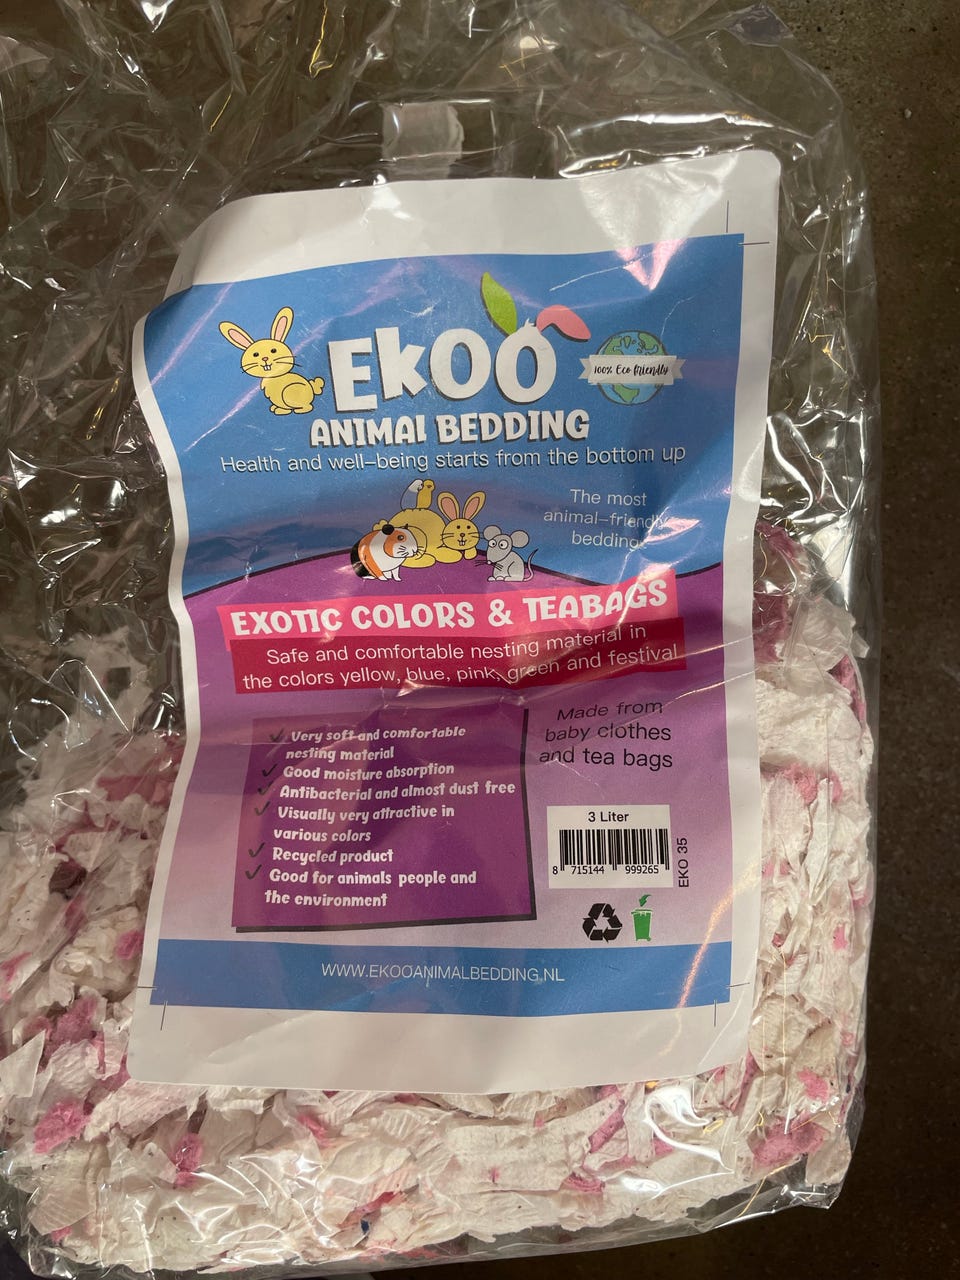 EkOO
100% Eco friendly
ANIMAL BEDDING
Health and well-being starts from the bottom up
The most
animal-friendly
bedding
EXOTIC COLORS & TEABAGS
Safe and comfortable nesting material in
the colors yellow, blue, pink, green and festival
Made from
baby clothes
and tea bags
Very soft and comfortable
nesting material
Good moisture absorption
Antibacterial and almost dust free
Visually very attractive in
various colors
Recycled product
Good for animals people and
the environment
3 Liter
8 715144 999265
EKO 35
WWW.EKOOANIMALBEDDING.NL